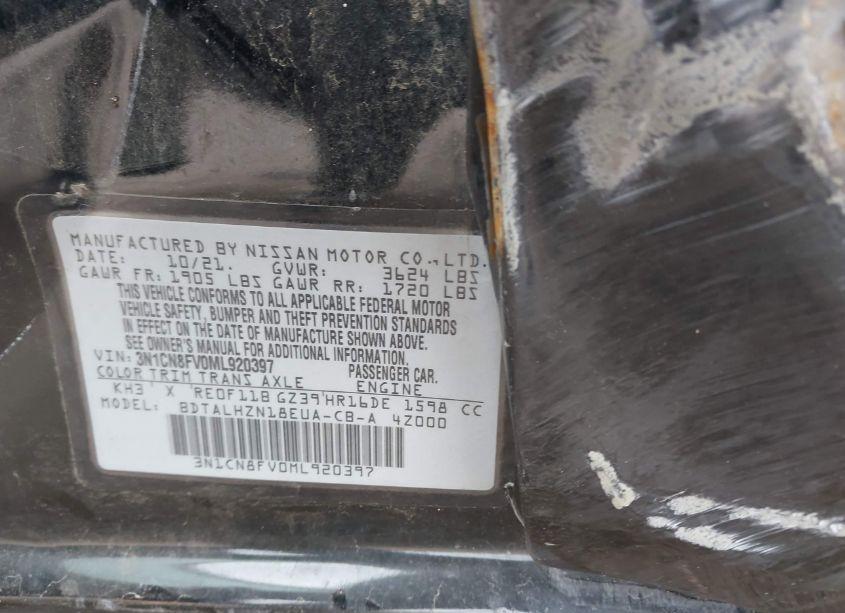 MANUFACTURED BY NISSAN MOTOR CO.,LTD.
DATE: 10/21. GVWR: 3624 LBS
GAWR FR: 1905 LBS GAWR RR: 1720 LBS
THIS VEHICLE CONFORMS TO ALL APPLICABLE FEDERAL MOTOR
VEHICLE SAFETY, BUMPER AND THEFT PREVENTION STANDARDS
IN EFFECT ON THE DATE OF MANUFACTURE SHOWN ABOVE.
SEE OWNER'S MANUAL FOR ADDITIONAL INFORMATION.
VIN: 3N1CN8FV0ML920397 PASSENGER CAR.
COLOR TRIM TRANS AXLE ENGINE
KH3 X RE0F11B GZ39 HR16DE 1598 CC
MODEL: BDTALHZN18EUA-CB-A 4Z000
3N1CN8FV0ML920397